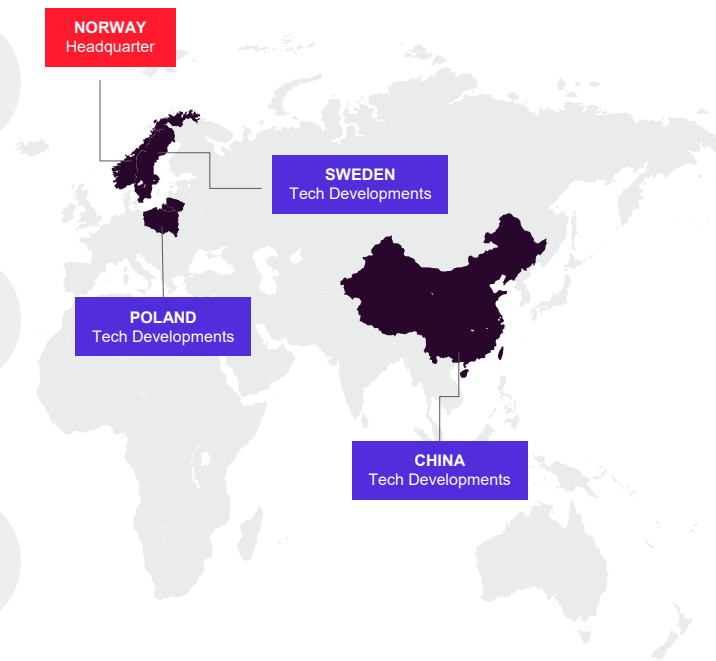 NORWAY
Headquarter
SWEDEN
Tech Developments
POLAND
Tech Developments
CHINA
Tech Developments